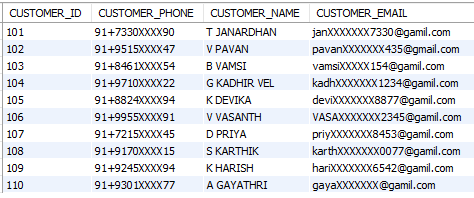 CUSTOMER_ID CUSTOMER_PHONE CUSTOMER_NAME CUSTOMER_EMAIL
101 91+7330XXXX90 T JANARDHAN janXXXXXXX7330@gamil.com
102 91+9515XXXX47 V PAVAN pavanXXXXXXX435@gmail.com
103 91+8461XXXX54 B VAMSI vamsiXXXXX154@gamil.com
104 91+9710XXXX22 G KADHIR VEL kadhXXXXXXX1234@gamil.com
105 91+8824XXXX94 K DEVIKA deviXXXXXXX8877@gamil.com
106 91+9955XXXX91 V VASANTH VASAXXXXXXX2345@gamil.com
107 91+7215XXXX45 D PRIYA priyXXXXXXX8453@gamil.com
108 91+9170XXXX15 S KARTHIK karthXXXXXXX0077@gamil.com
109 91+9245XXXX94 K HARISH hariXXXXXXX6542@gamil.com
110 91+9301XXXX77 A GAYATHRI gayaXXXXXXX@gamil.com